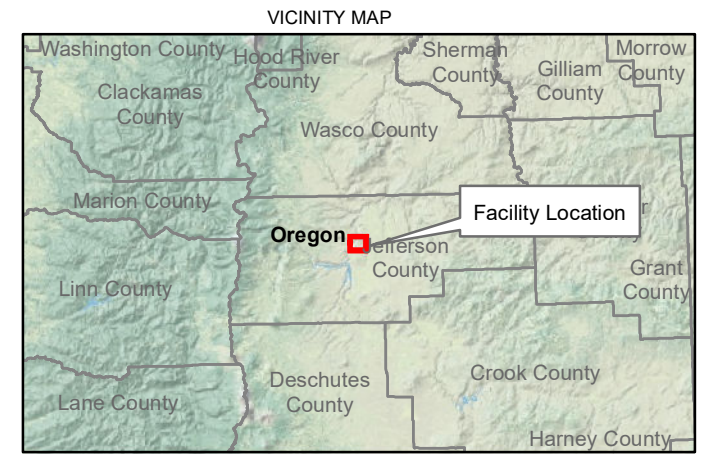 VICINITY MAP
Washington County
Hood River
County
Sherman
County
Morrow
County
Gilliam
County
Clackamas
County
Wasco County
Marion County
Facility Location
Oregon
efferson
County
Grant
County
Linn County
Deschutes
County
Crook County
Lane County
Harney County